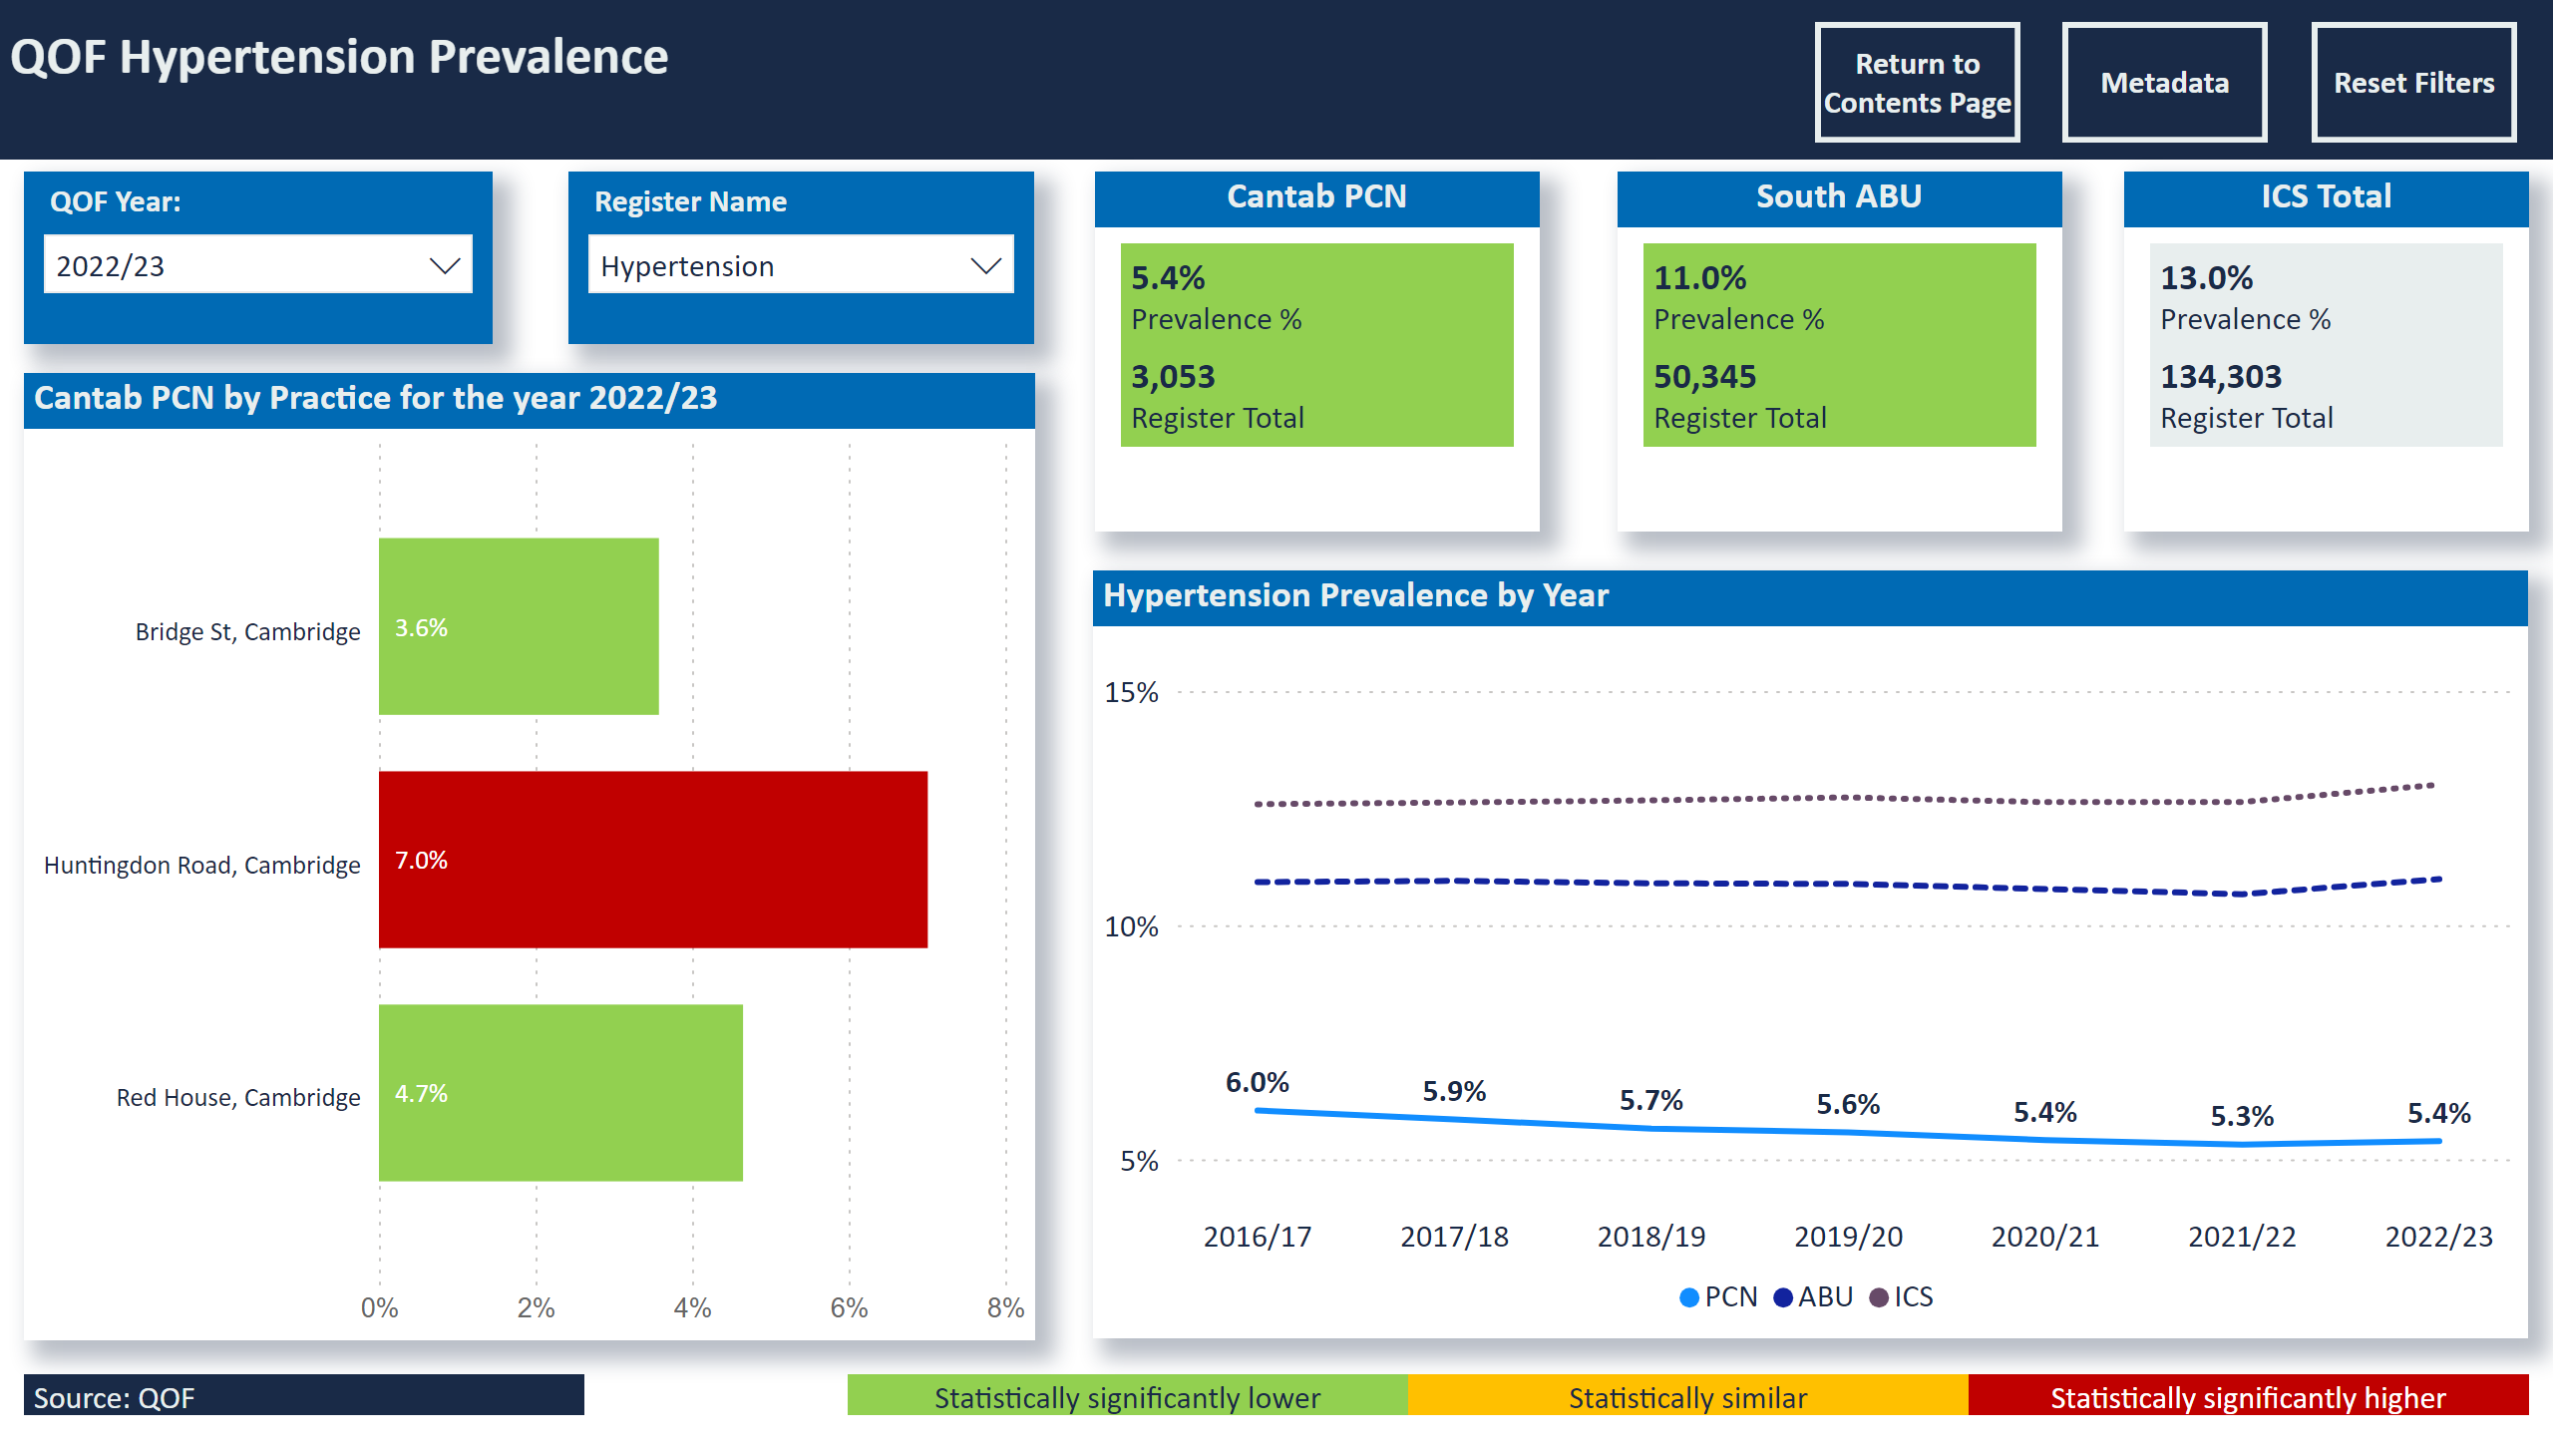 QOF Hypertension Prevalence
Return to
Contents Page
Metadata
Reset Filters
QOF Year:
2022/23
Register Name
Hypertension
Cantab PCN
5.4%
Prevalence %
3,053
Register Total
South ABU
11.0%
Prevalence %
50,345
Register Total
ICS Total
13.0%
Prevalence %
134,303
Register Total
Cantab PCN by Practice for the year 2022/23
Bridge St, Cambridge
3.6%
Huntingdon Road, Cambridge
7.0%
Red House, Cambridge
4.7%
0% 2% 4% 6% 8%
Hypertension Prevalence by Year
15%
10%
5%
6.0% 5.9% 5.7% 5.6% 5.4% 5.3% 5.4%
2016/17 2017/18 2018/19 2019/20 2020/21 2021/22 2022/23
PCN ABU ICS
Source: QOF
Statistically significantly lower
Statistically similar
Statistically significantly higher